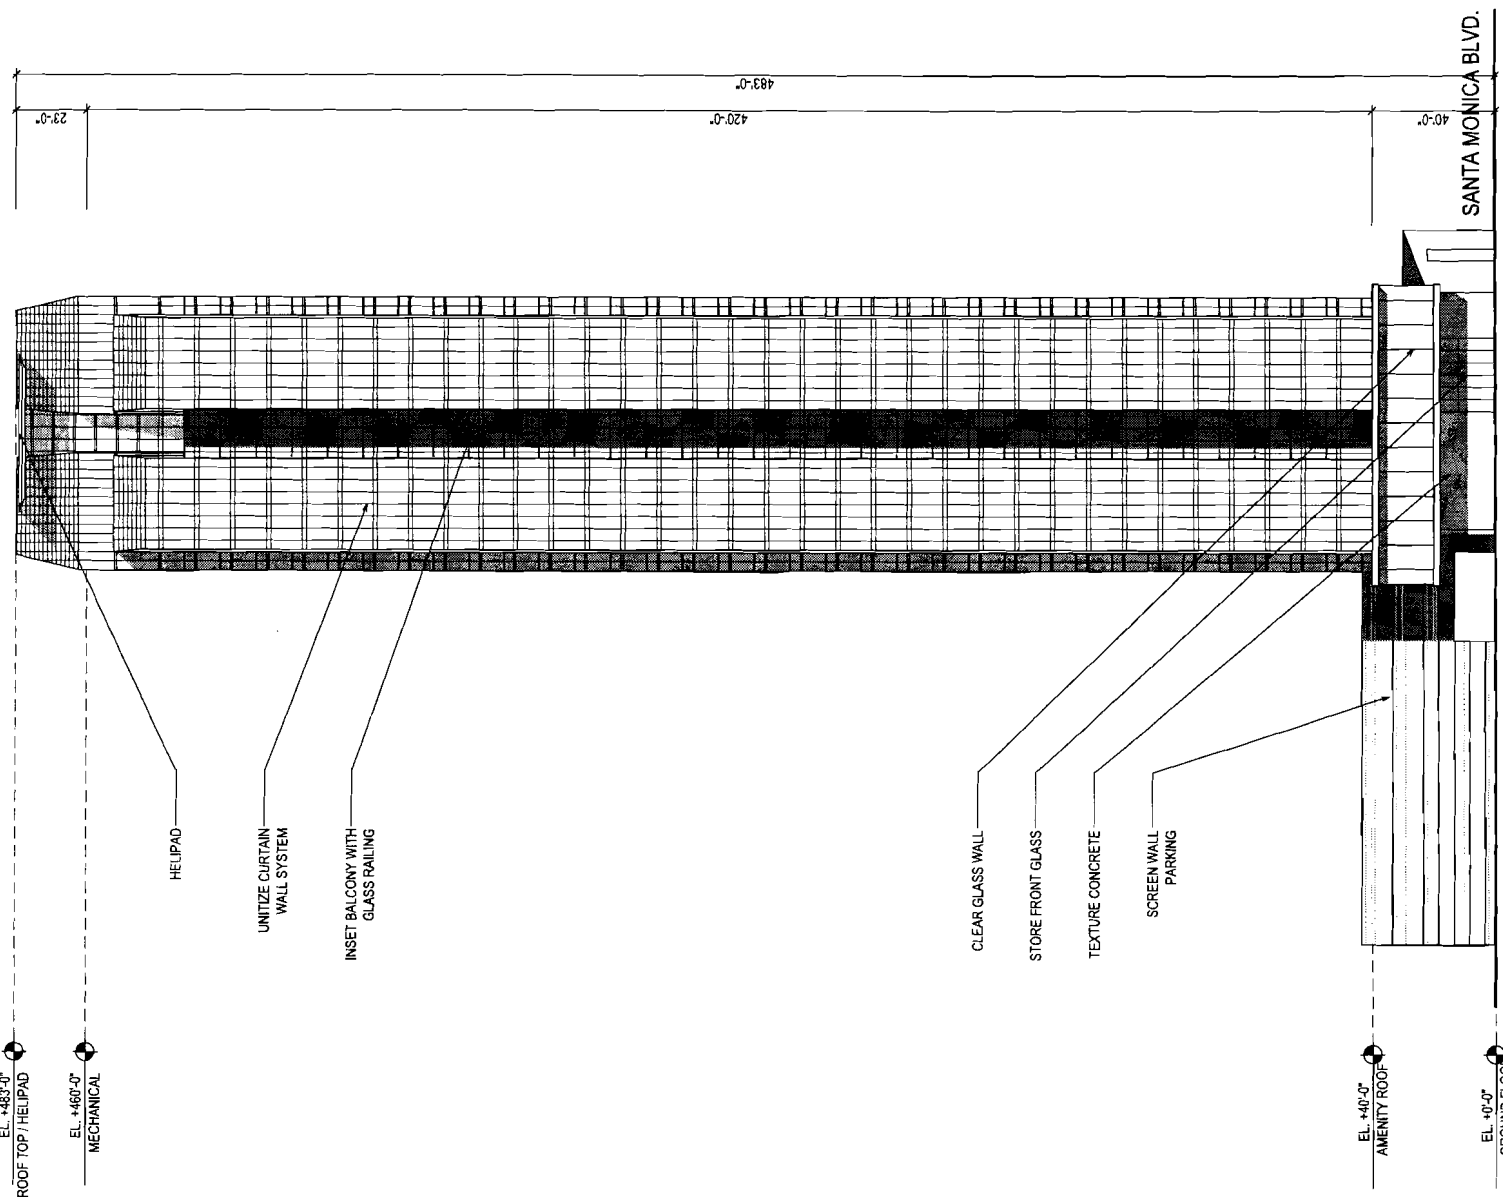 SANTA MONICA BLVD.
483'-0"
23'-0"
420'-0"
40'-0"
HELIPAD
UNITIZE CURTAIN
WALL SYSTEM
INSET BALCONY WITH
GLASS RAILING
CLEAR GLASS WALL
STORE FRONT GLASS
TEXTURE CONCRETE
SCREEN WALL
PARKING
EL. +483'-0"
ROOF TOP / HELIPAD
EL. +460'-0"
MECHANICAL
EL. +40'-0"
AMENITY ROOF
EL. +0'-0"
GROUND FLOOR